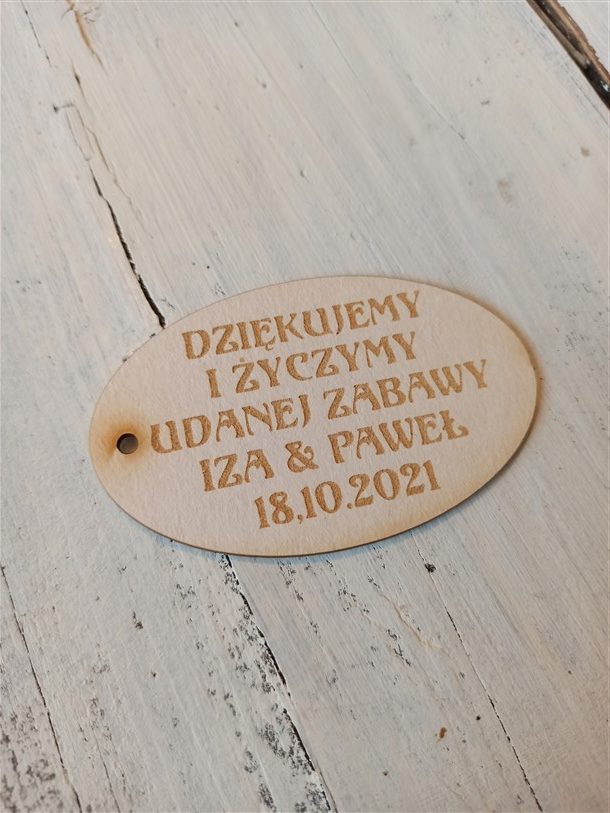 DZIĘKUJEMY
I ŻYCZYMY
UDANEJ ZABAWY
IZA & PAWEŁ
18,10.2021